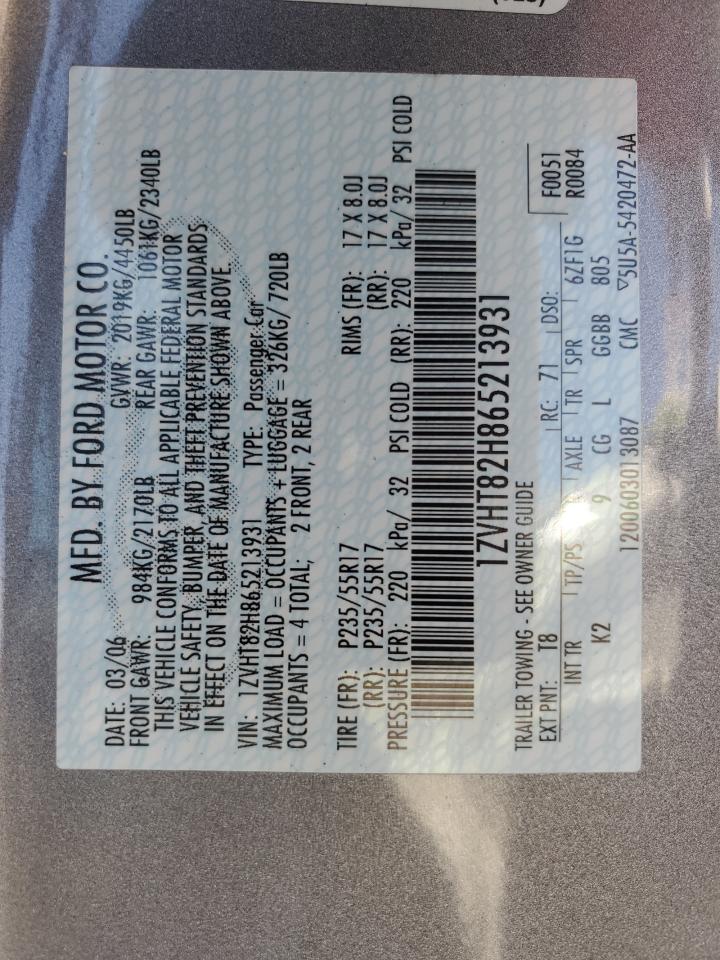 MFD. BY FORD MOTOR CO.
DATE: 03/06 GVWR: 2019KG/4450LB
FRONT GAWR: 984KG/2170LB REAR GAWR: 1061KG/2340LB
THIS VEHICLE CONFORMS TO ALL APPLICABLE FEDERAL MOTOR
VEHICLE SAFETY, BUMPER, AND THEFT PREVENTION STANDARDS
IN EFFECT ON THE DATE OF MANUFACTURE SHOWN ABOVE.
VIN: 1ZVHT82H865213931 TYPE: Passenger Car
MAXIMUM LOAD = OCCUPANTS + LUGGAGE = 326KG/ 720LB
OCCUPANTS = 4 TOTAL; 2 FRONT, 2 REAR
TIRE (FR): P235/55R17 RIMS (FR): 17 X 8.0J
(RR): P235/55R17 (RR): 17 X 8.0J
PRESSURE (FR): 220 kPa/ 32 PSI COLD (RR): 220 kPa/ 32 PSI COLD
1ZVHT82H865213931
TRAILER TOWING - SEE OWNER GUIDE
F0051
EXT PNT: T8 RC: 71 DSO: R0084
INT TR TP/PS AXLE TR SPR 6ZF1G
K2 9 CG L GGBB 805
1200603013087 CMC ▽5U5A-5420472-AA